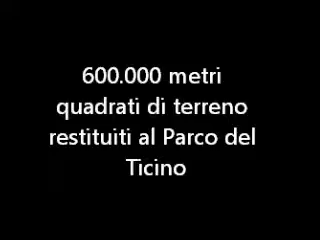 600.000 metri
quadrati di terreno
restituiti al Parco del
Ticino